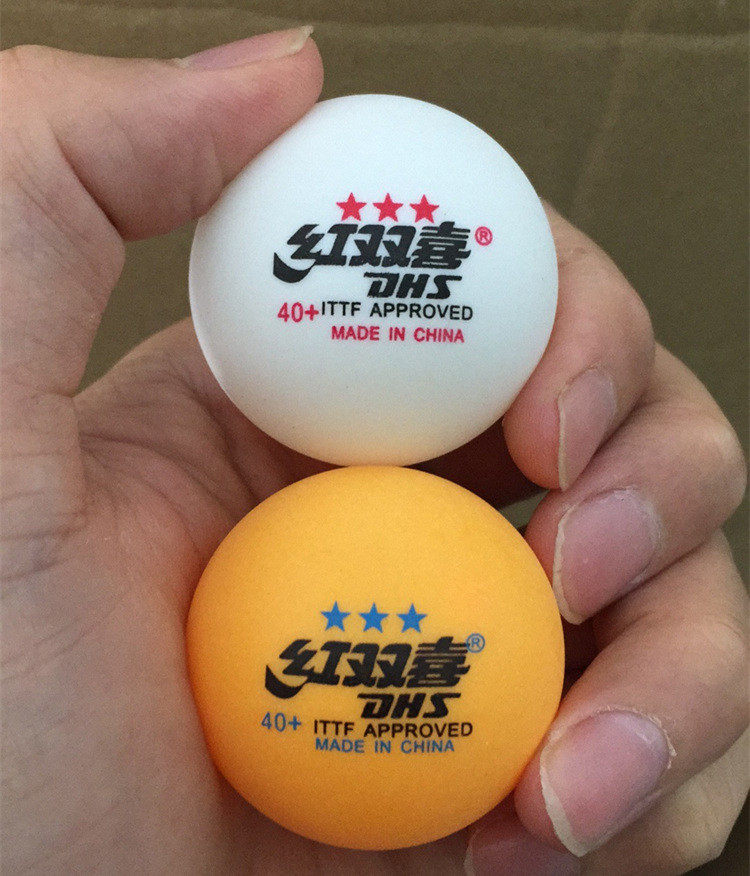 ★★★
红双喜®
DHS
40+ ITTF APPROVED
MADE IN CHINA
★★★
红双喜®
DHS
40+ ITTF APPROVED
MADE IN CHINA